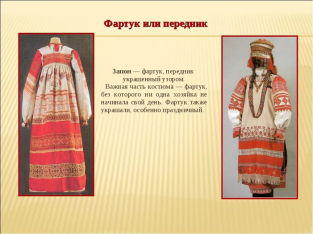 Фартук или передник
Запон — фартук, передник
украшенный узором.
Важная часть костюма — фартук,
без которого ни одна хозяйка не
начинала свой день. Фартук также
украшали, особенно праздничный.